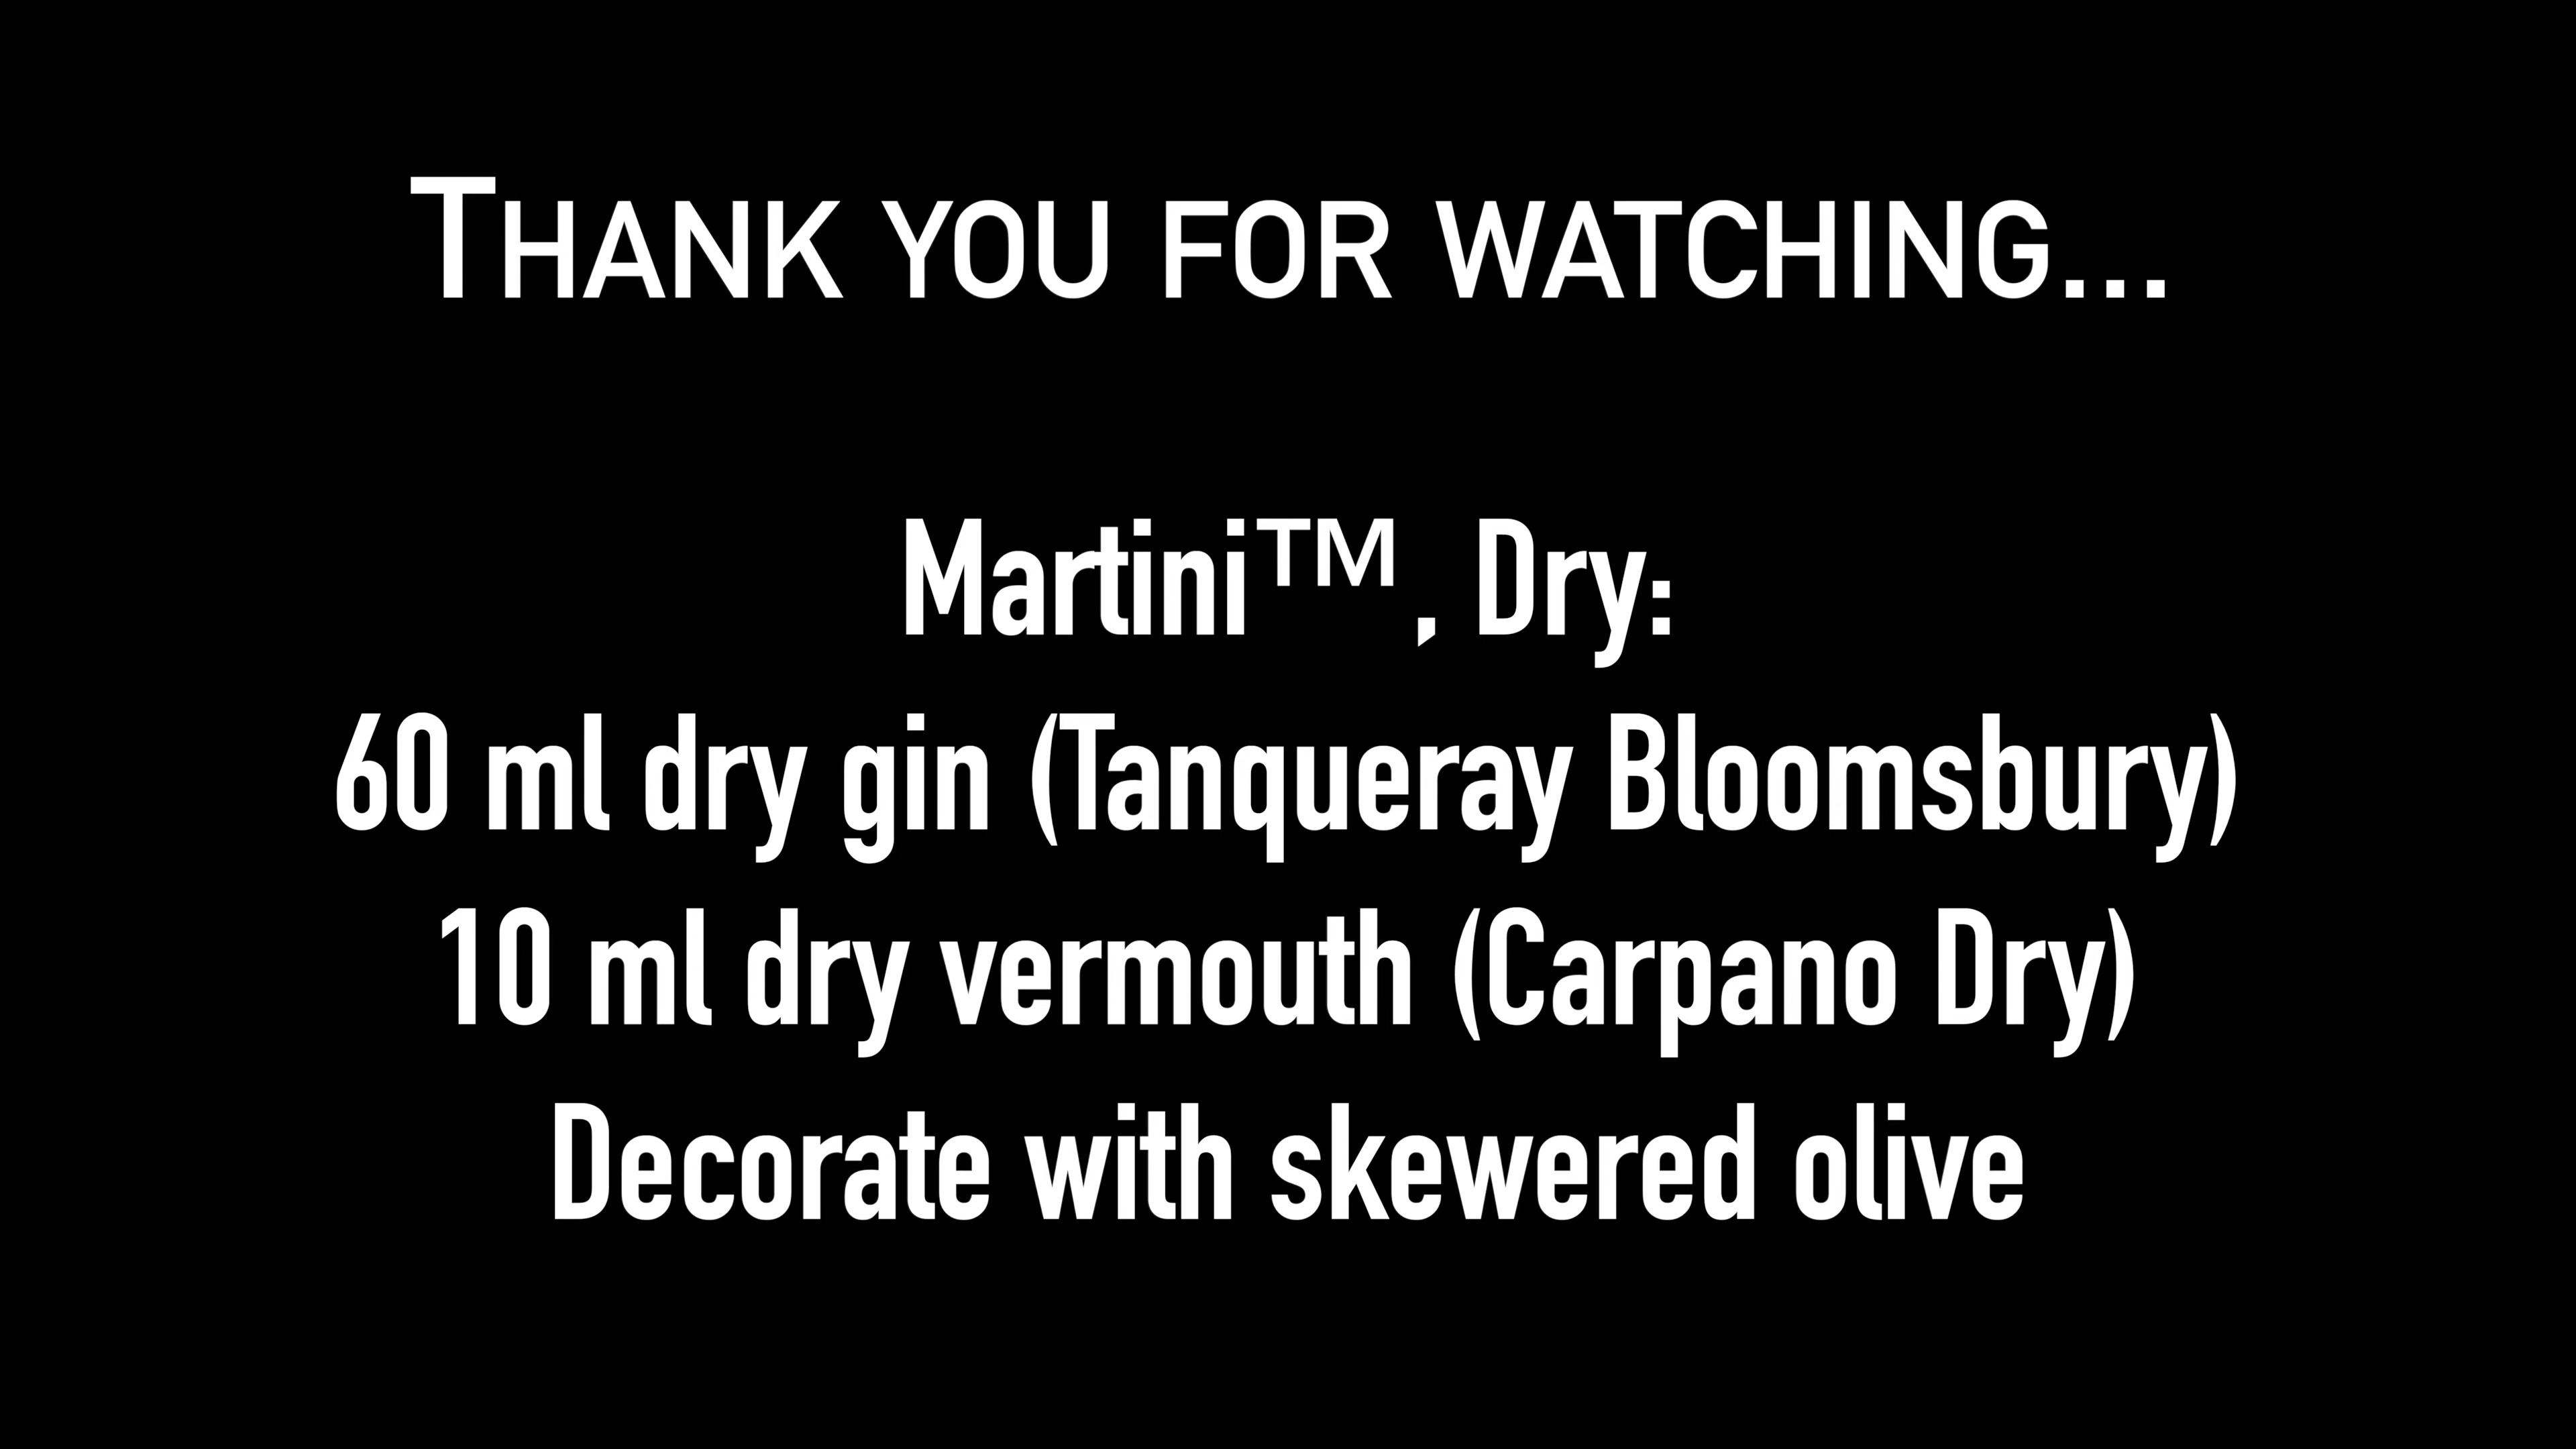 THANK YOU FOR WATCHING...
Martini™, Dry:
60 ml dry gin (Tanqueray Bloomsbury)
10 ml dry vermouth (Carpano Dry)
Decorate with skewered olive